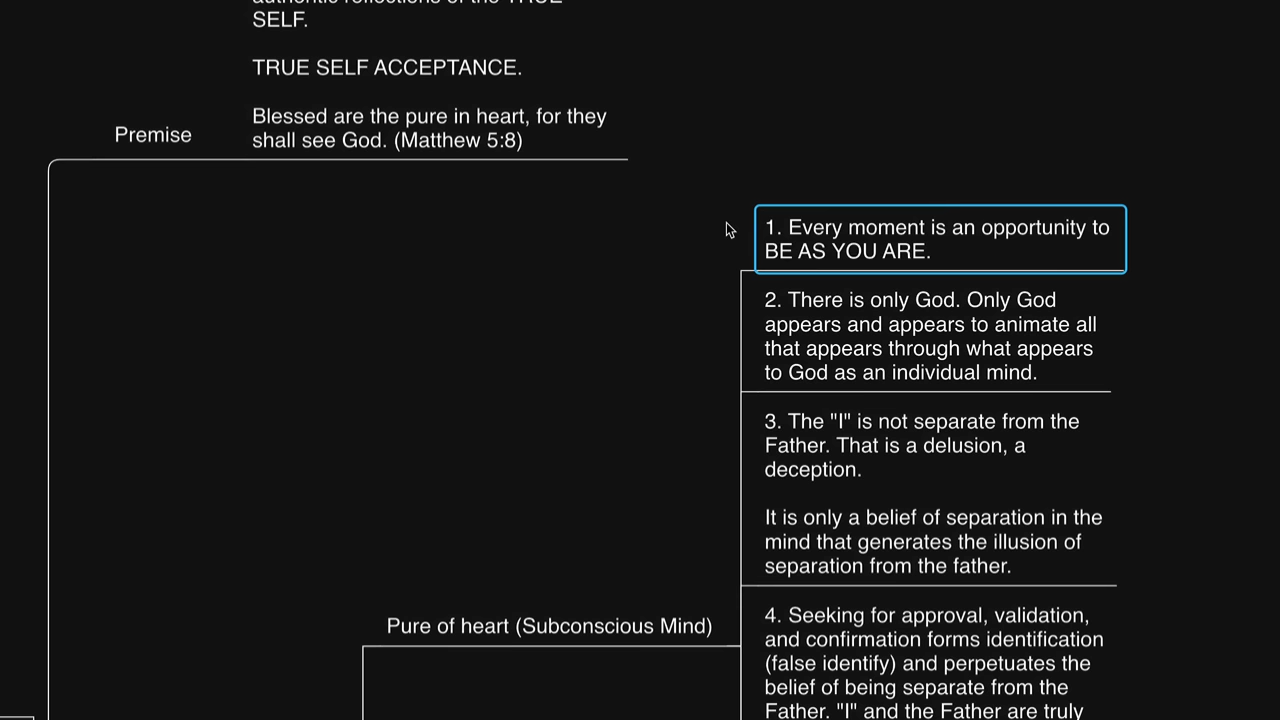 authentic reflections of the TRUE
SELF.
TRUE SELF ACCEPTANCE.
Blessed are the pure in heart, for they
shall see God. (Matthew 5:8)
Premise
1. Every moment is an opportunity to
BE AS YOU ARE.
2. There is only God. Only God
appears and appears to animate all
that appears through what appears
to God as an individual mind.
3. The "I" is not separate from the
Father. That is a delusion, a
deception.
It is only a belief of separation in the
mind that generates the illusion of
separation from the father.
Pure of heart (Subconscious Mind)
4. Seeking for approval, validation,
and confirmation forms identification
(false identify) and perpetuates the
belief of being separate from the
Father. "I" and the Father are truly